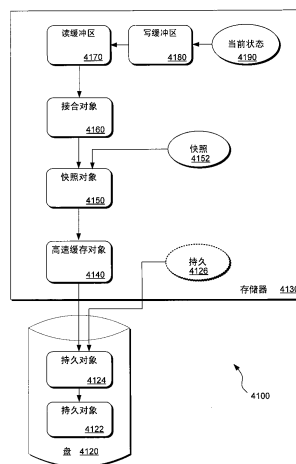 读缓冲区
4170
写缓冲区
4180
当前状态
4190
接合对象
4160
快照对象
4150
快照
4152
高速缓存对象
4140
持久
4126
存储器 4130
持久对象
4124
持久对象
4122
盘 4120
4100